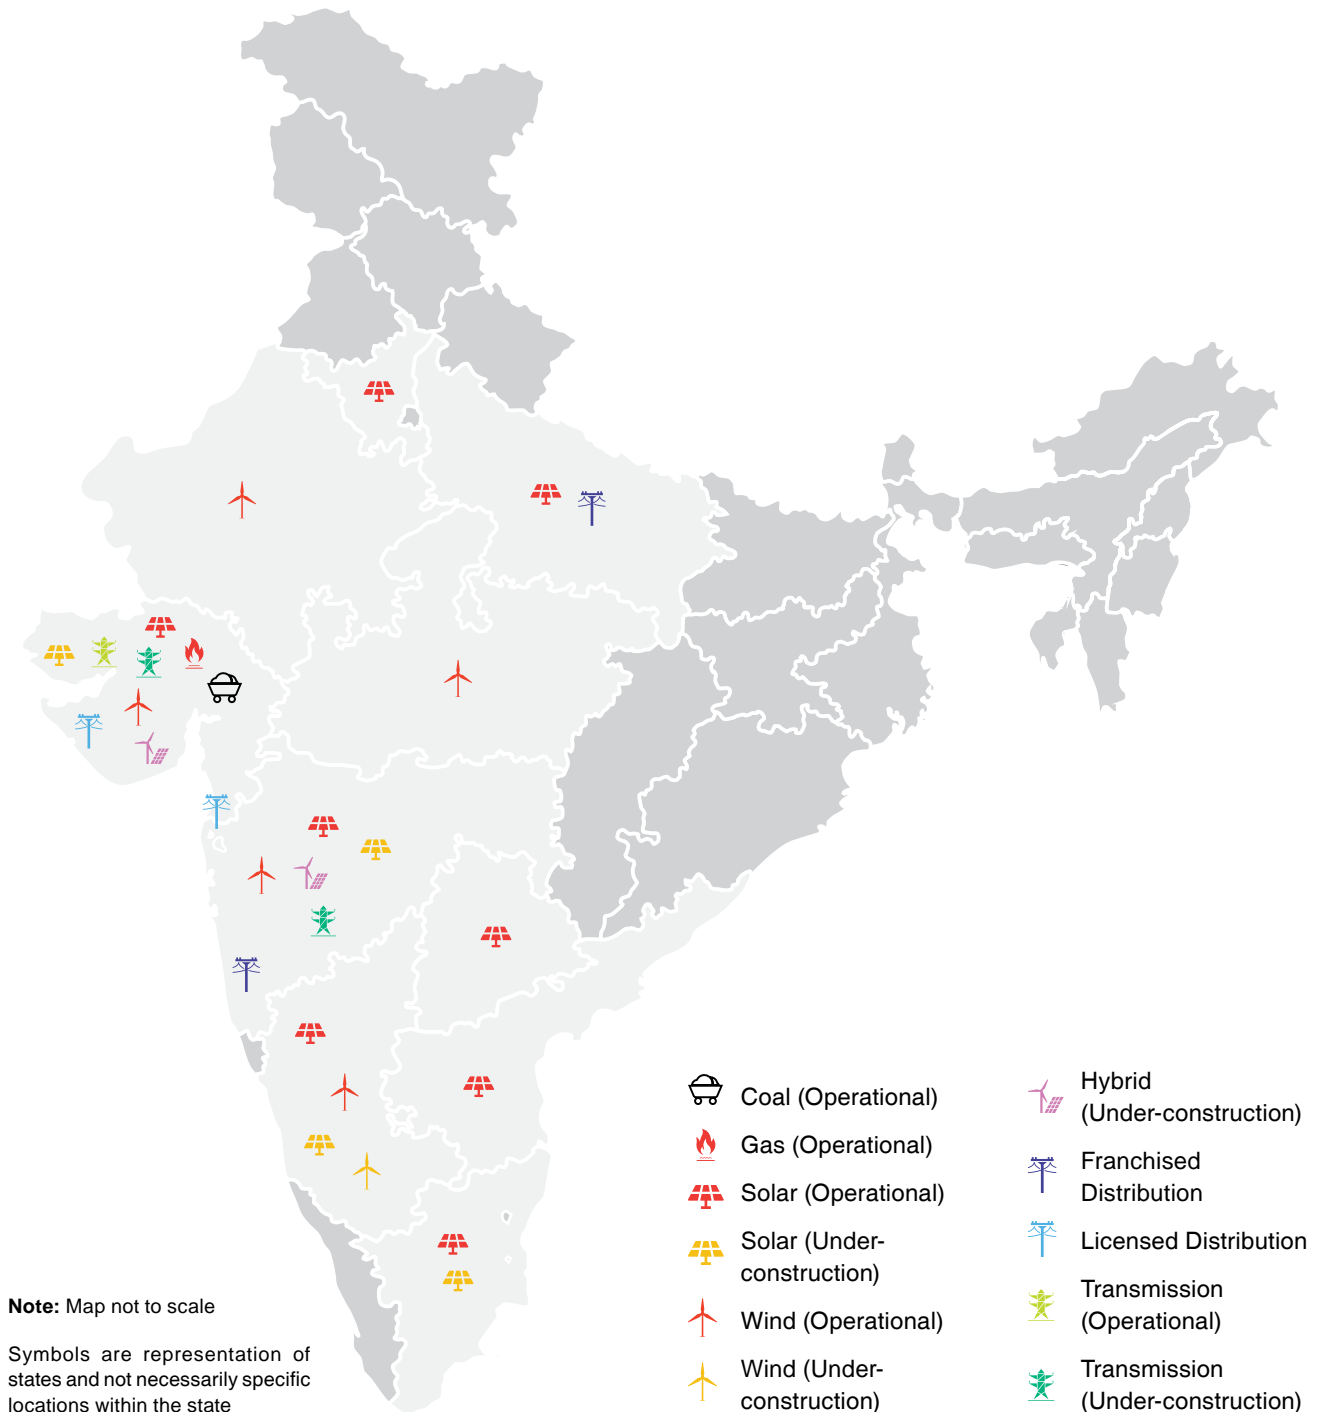 Coal (Operational)
Gas (Operational)
Solar (Operational)
Solar (Under-
construction)
Wind (Operational)
Wind (Under-
construction)
Hybrid
(Under-construction)
Franchised
Distribution
Licensed Distribution
Transmission
(Operational)
Transmission
(Under-construction)
Note: Map not to scale
Symbols are representation of
states and not necessarily specific
locations within the state